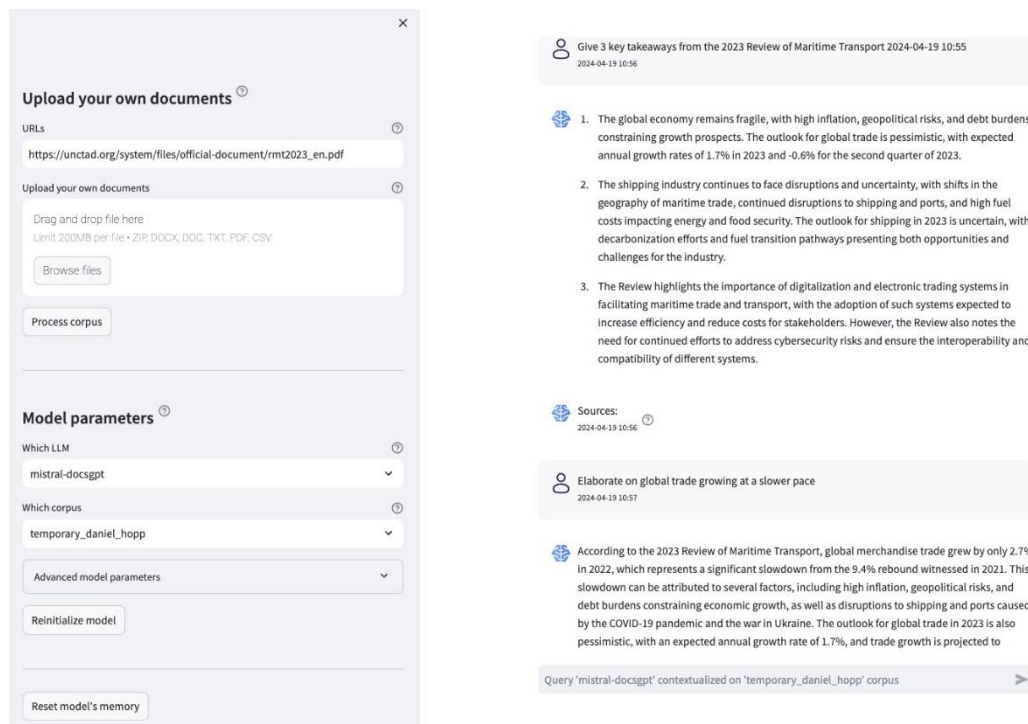 Upload your own documents
URLs
https://unctad.org/system/files/official-document/rmt2023_en.pdf
Upload your own documents
Drag and drop file here
Limit 200MB per file • ZIP, DOCX, DOC, TXT, PDF, CSV
Browse files
Process corpus
Model parameters
Which LLM
mistral-docsgpt
Which corpus
temporary_daniel_hopp
Advanced model parameters
Reinitialize model
Reset model's memory
Give 3 key takeaways from the 2023 Review of Maritime Transport 2024-04-19 10:55
2024-04-19 10:56
1. The global economy remains fragile, with high inflation, geopolitical risks, and debt burdens
constraining growth prospects. The outlook for global trade is pessimistic, with expected
annual growth rates of 1.7% in 2023 and -0.6% for the second quarter of 2023.
2. The shipping industry continues to face disruptions and uncertainty, with shifts in the
geography of maritime trade, continued disruptions to shipping and ports, and high fuel
costs impacting energy and food security. The outlook for shipping in 2023 is uncertain, with
decarbonization efforts and fuel transition pathways presenting both opportunities and
challenges for the industry.
3. The Review highlights the importance of digitalization and electronic trading systems in
facilitating maritime trade and transport, with the adoption of such systems expected to
increase efficiency and reduce costs for stakeholders. However, the Review also notes the
need for continued efforts to address cybersecurity risks and ensure the interoperability and
compatibility of different systems.
Sources:
2024-04-19 10:56
Elaborate on global trade growing at a slower pace
2024-04-19 10:57
According to the 2023 Review of Maritime Transport, global merchandise trade grew by only 2.7%
in 2022, which represents a significant slowdown from the 9.4% rebound witnessed in 2021. This
slowdown can be attributed to several factors, including high inflation, geopolitical risks, and
debt burdens constraining economic growth, as well as disruptions to shipping and ports caused
by the COVID-19 pandemic and the war in Ukraine. The outlook for global trade in 2023 is also
pessimistic, with an expected annual growth rate of 1.7%, and trade growth is projected to
Query 'mistral-docsgpt' contextualized on 'temporary_daniel_hopp' corpus